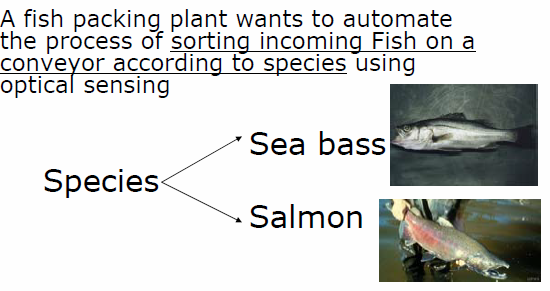 A fish packing plant wants to automate
the process of sorting incoming Fish on a
conveyor according to species using
optical sensing
Sea bass
Species
Salmon